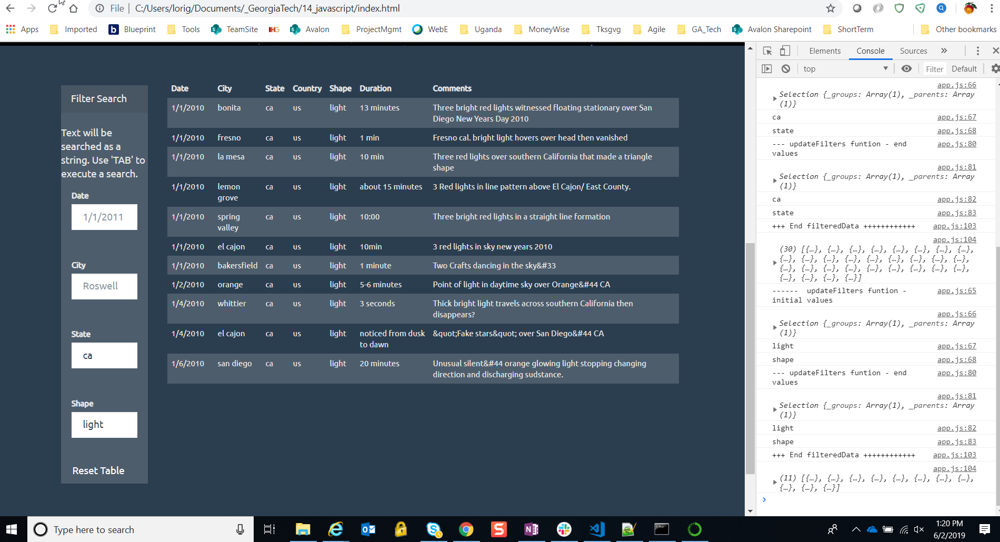 File
C:/Users/lorig/Documents/_GeorgiaTech/14_javascript/index.html
Apps Imported b Blueprint Tools TeamSite IHG Avalon ProjectMgmt WebE Uganda MoneyWise Tksgvg Agile GA_Tech Avalon Sharepoint ShortTerm Other bookmarks
Filter Search
Text will be
searched as a
string. Use 'TAB' to
execute a search.
Date
1/1/2011
City
Roswell
State
ca
Shape
light
Reset Table
Date City State Country Shape Duration Comments
1/1/2010 bonita ca us light 13 minutes Three bright red lights witnessed floating stationary over San
Diego New Years Day 2010
1/1/2010 fresno ca us light 1 min Fresno cal. bright light hovers over head then vanished
1/1/2010 la mesa ca us light 10 min Three red lights over southern California that made a triangle
shape
1/1/2010 lemon ca us light about 15 minutes 3 Red lights in line pattern above El Cajon/ East County.
grove
1/1/2010 spring ca us light 10:00 Three bright red lights in a straight line formation
valley
1/1/2010 el cajon ca us light 10min 3 red lights in sky new years 2010
1/1/2010 bakersfield ca us light 1 minute Two Crafts dancing in the sky&#33
1/2/2010 orange ca us light 5-6 minutes Point of light in daytime sky over Orange&#44 CA
1/4/2010 whittier ca us light 3 seconds Thick bright light travels across southern California then
disappears?
1/4/2010 el cajon ca us light noticed from dusk &quot;Fake stars&quot; over San Diego&#44 CA
to dawn
1/6/2010 san diego ca us light 20 minutes Unusual silent&#44 orange glowing light stopping changing
direction and discharging sudstance.
Elements Console Sources »
top Filter Default
app.js:66
Selection {_groups: Array(1), _parents: Array
(1)}
ca app.js:67
state app.js:68
--- updateFilters funtion - end app.js:80
values
app.js:81
Selection {_groups: Array(1), _parents: Array
(1)}
ca app.js:82
state app.js:83
+++ End filteredData ++++++++++++ app.js:103
app.js:104
(30) [{…}, {…}, {…}, {…}, {…}, {…}, {…}, {…},
{…}, {…}, {…}, {…}, {…}, {…}, {…}, {…}, {…},
{…}, {…}, {…}, {…}, {…}, {…}, {…}, {…}, {…},
{…}, {…}, {…}, {…}]
------  updateFilters funtion - app.js:65
initial values
app.js:66
Selection {_groups: Array(1), _parents: Array
(1)}
light app.js:67
shape app.js:68
--- updateFilters funtion - end app.js:80
values
app.js:81
Selection {_groups: Array(1), _parents: Array
(1)}
light app.js:82
shape app.js:83
+++ End filteredData ++++++++++++ app.js:103
app.js:104
(11) [{…}, {…}, {…}, {…}, {…}, {…}, {…}, {…},
{…}, {…}, {…}]
Type here to search
1:20 PM
6/2/2019